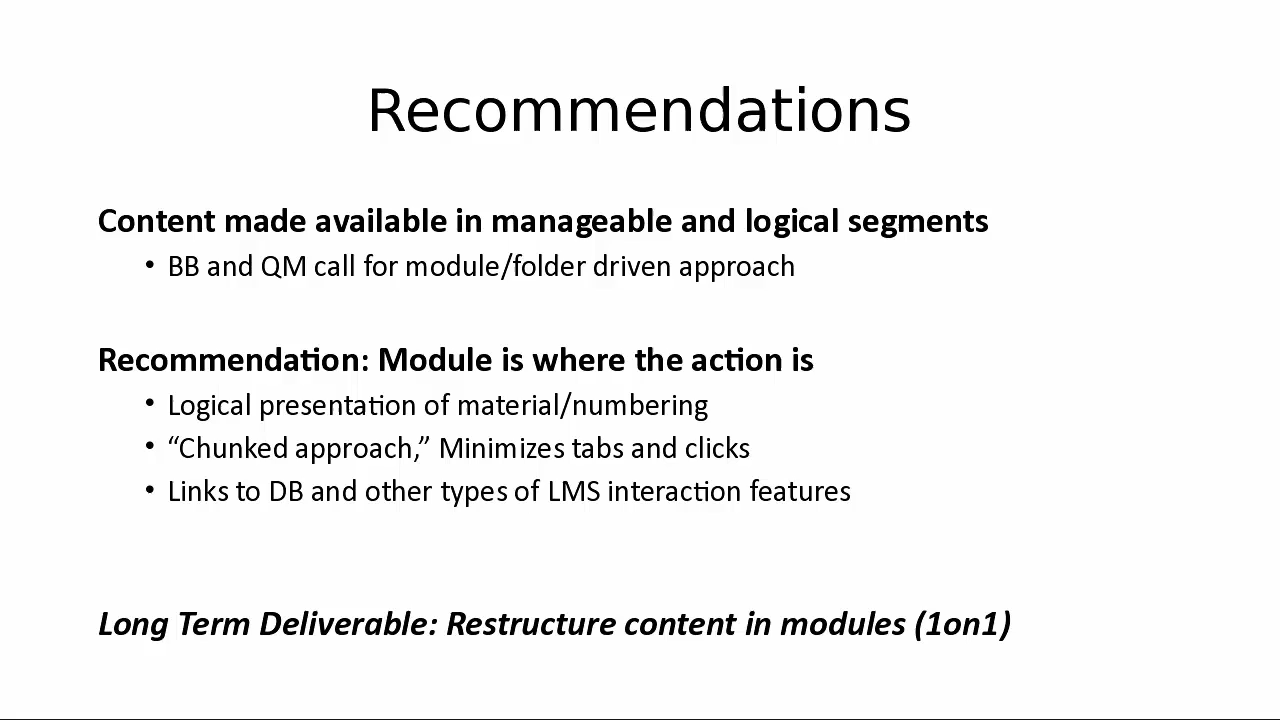 Recommendations
Content made available in manageable and logical segments
• BB and QM call for module/folder driven approach
Recommendation: Module is where the action is
• Logical presentation of material/numbering
• “Chunked approach,” Minimizes tabs and clicks
• Links to DB and other types of LMS interaction features
Long Term Deliverable: Restructure content in modules (1on1)